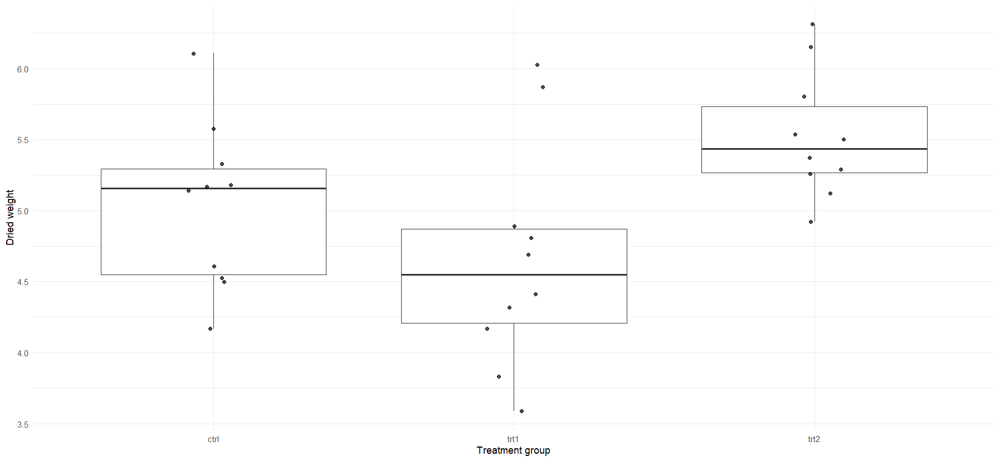 Dried weight
6.0
5.5
5.0
4.5
4.0
3.5
ctrl
trt1
trt2
Treatment group